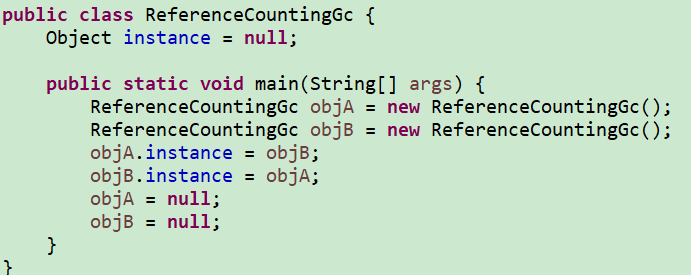 public class ReferenceCountingGc {
    Object instance = null;

    public static void main(String[] args) {
        ReferenceCountingGc objA = new ReferenceCountingGc();
        ReferenceCountingGc objB = new ReferenceCountingGc();
        objA.instance = objB;
        objB.instance = objA;
        objA = null;
        objB = null;
    }
}